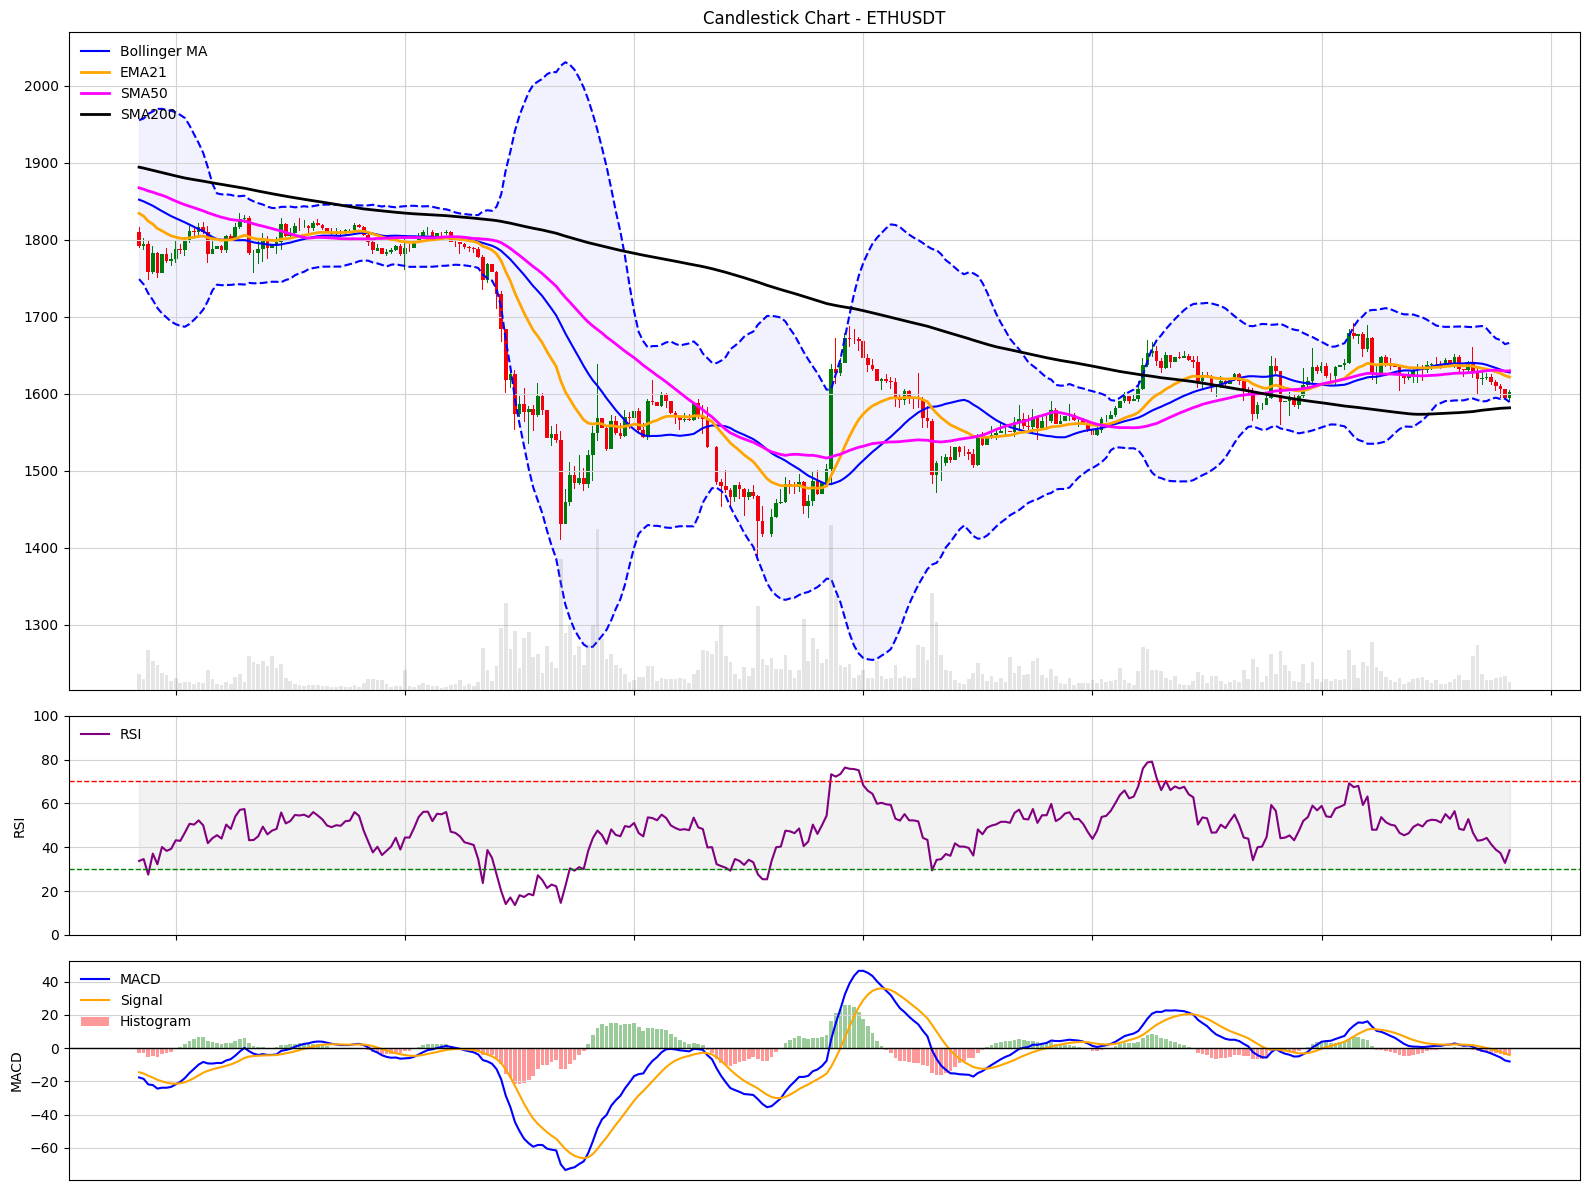 Candlestick Chart - ETHUSDT
Bollinger MA
EMA21
SMA50
SMA200
2000
1900
1800
1700
1600
1500
1400
1300
RSI
100
80
60
40
20
0
RSI
MACD
Signal
Histogram
40
20
0
−20
−40
−60
MACD